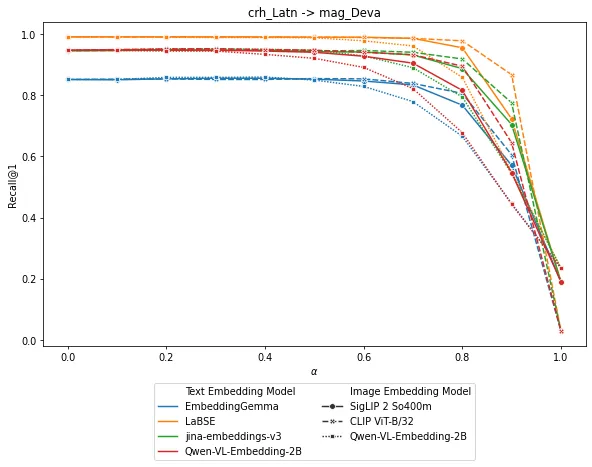 crh_Latn -> mag_Deva
1.0
0.8
0.6
0.4
0.2
0.0
Recall@1
0.0 0.2 0.4 0.6 0.8 1.0
α
Text Embedding Model
EmbeddingGemma
LaBSE
jina-embeddings-v3
Qwen-VL-Embedding-2B
Image Embedding Model
SigLIP 2 So400m
CLIP ViT-B/32
Qwen-VL-Embedding-2B